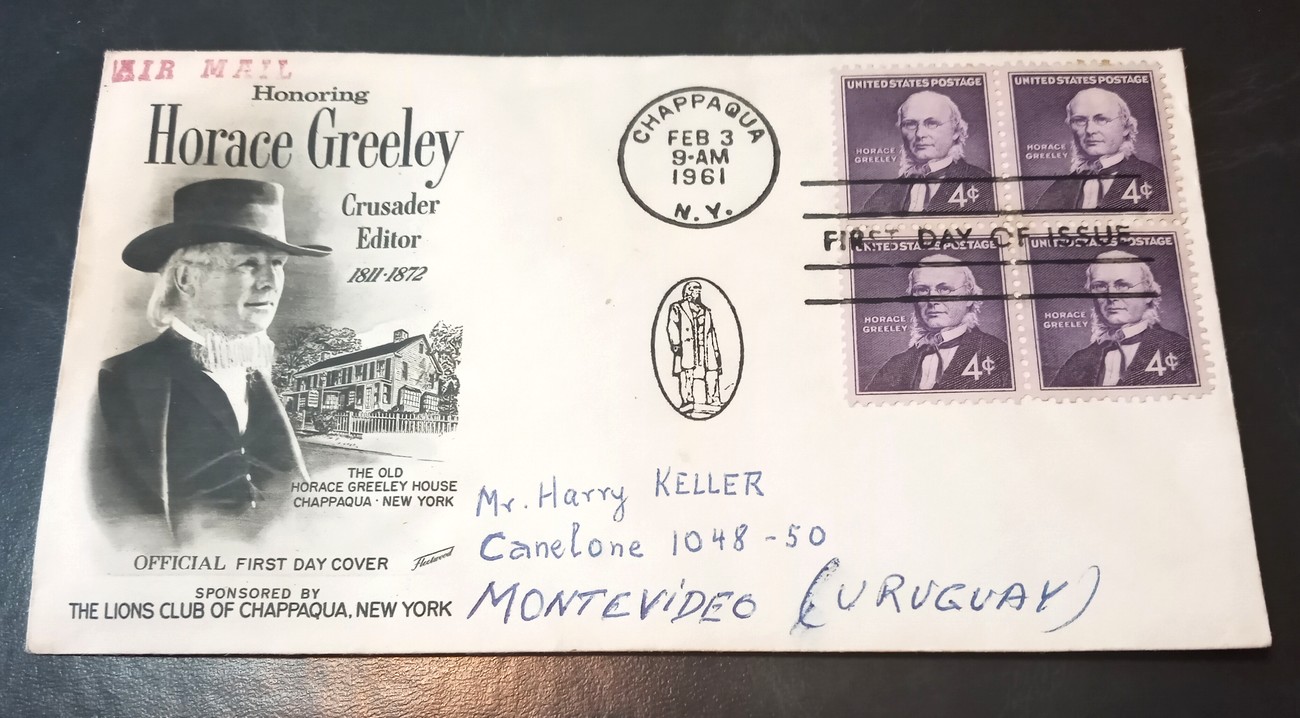 AIR MAIL
Honoring
Horace Greeley
Crusader
Editor
1811-1872
THE OLD
HORACE GREELEY HOUSE
CHAPPAQUA · NEW YORK
OFFICIAL FIRST DAY COVER
Fleetwood
SPONSORED BY
THE LIONS CLUB OF CHAPPAQUA, NEW YORK
CHAPPAQUA
FEB 3
9-AM
1961
N.Y.
UNITED STATES POSTAGE
HORACE
GREELEY
4¢
UNITED STATES POSTAGE
HORACE
GREELEY
4¢
FIRST DAY OF ISSUE
UNITED STATES POSTAGE
HORACE
GREELEY
4¢
UNITED STATES POSTAGE
HORACE
GREELEY
4¢
Mr. Harry KELLER
Canelone 1048-50
MONTEVIDEO (URUGUAY)